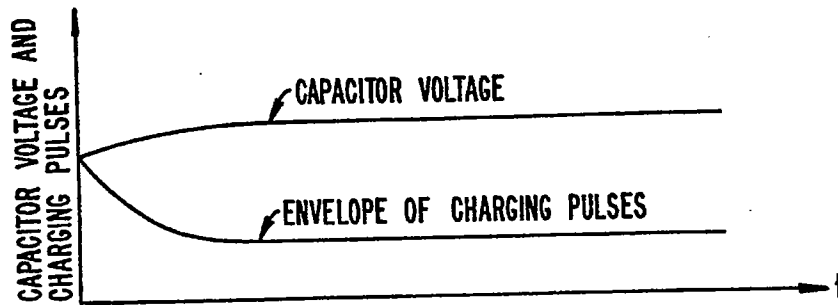 CAPACITOR VOLTAGE AND
CHARGING PULSES
CAPACITOR VOLTAGE
ENVELOPE OF CHARGING PULSES